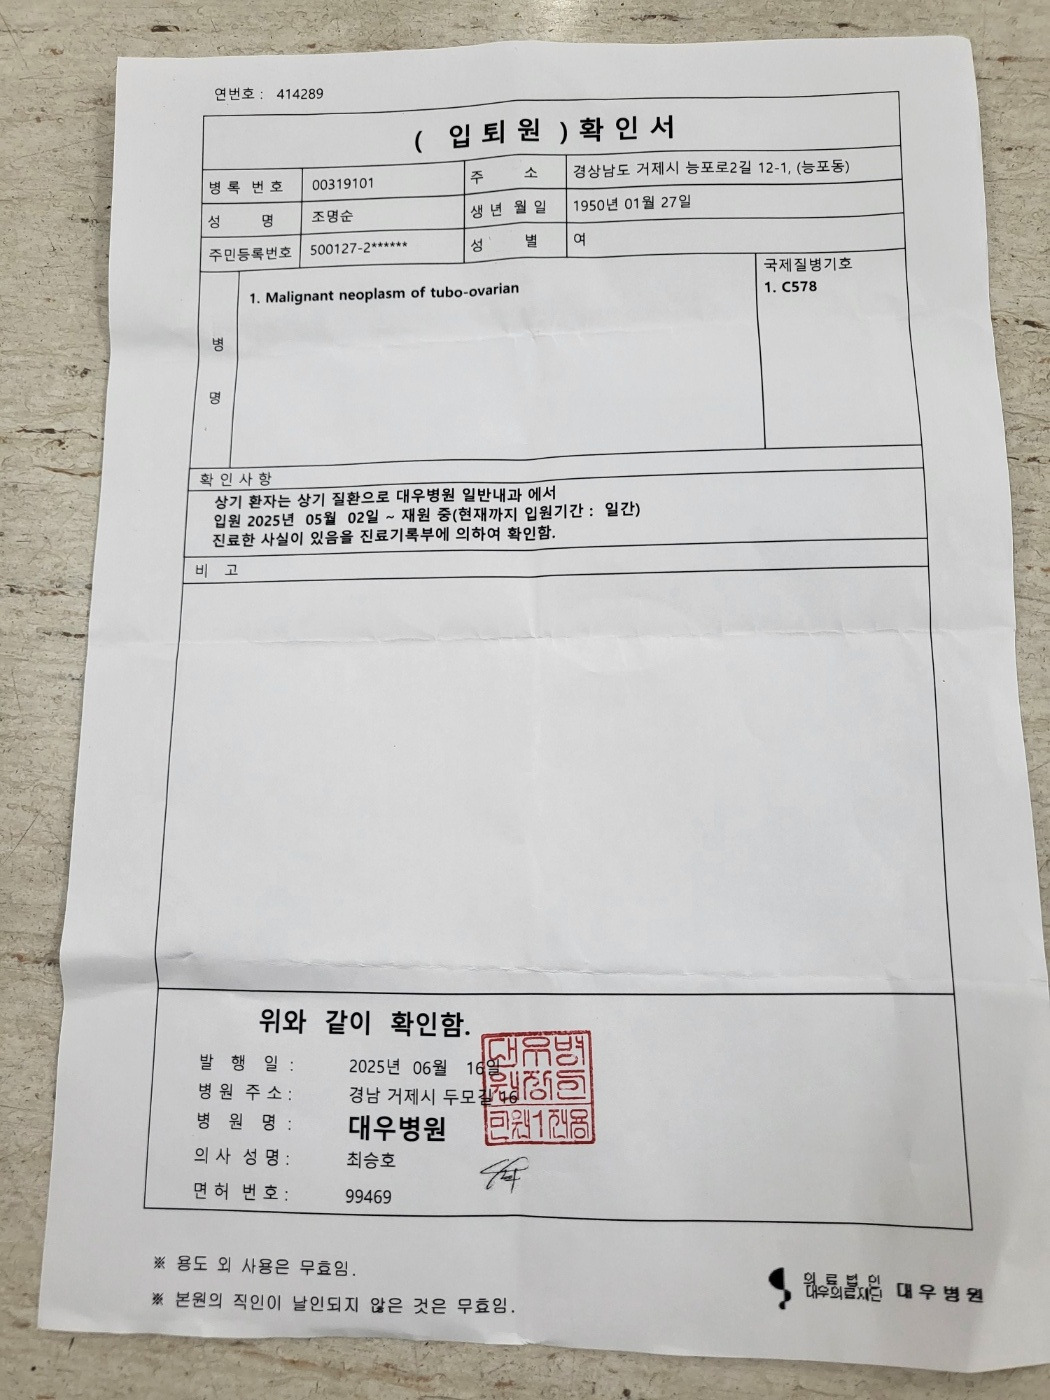 연번호 : 414289
( 입 퇴 원 ) 확 인 서
병 록 번 호 00319101 주 소 경상남도 거제시 능포로2길 12-1, (능포동)
성 명 조명순 생 년 월 일 1950년 01월 27일
주민등록번호 500127-2****** 성 별 여
병 명
1. Malignant neoplasm of tubo-ovarian
국제질병기호
1. C578
확 인 사 항
상기 환자는 상기 질환으로 대우병원 일반내과 에서
입원 2025년 05월 02일 ~ 재원 중(현재까지 입원기간 : 일간)
진료한 사실이 있음을 진료기록부에 의하여 확인함.
비 고
위와 같이 확인함.
발 행 일 : 2025년 06월 16일
병 원 주 소 : 경남 거제시 두모길 16
병 원 명 : 대우병원
의 사 성 명 : 최승호
면 허 번 호 : 99469
대우병
원장의
민원1전용
※ 용도 외 사용은 무효임.
※ 본원의 직인이 날인되지 않은 것은 무효임.
의 료 법 인
대우의료재단 대 우 병 원